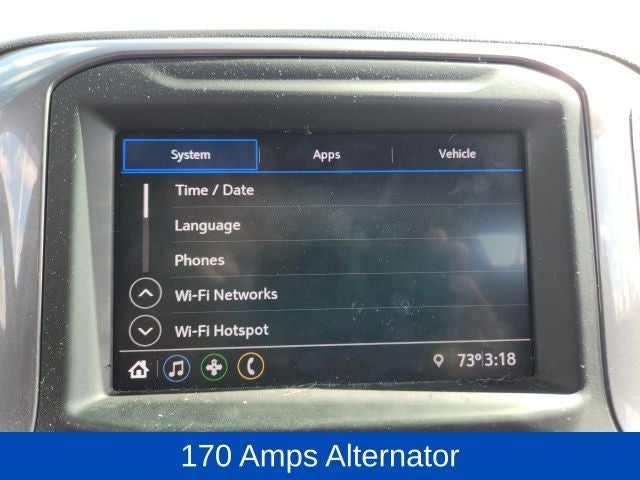 System Apps Vehicle
Time / Date
Language
Phones
Wi-Fi Networks
Wi-Fi Hotspot
73° 3:18
170 Amps Alternator